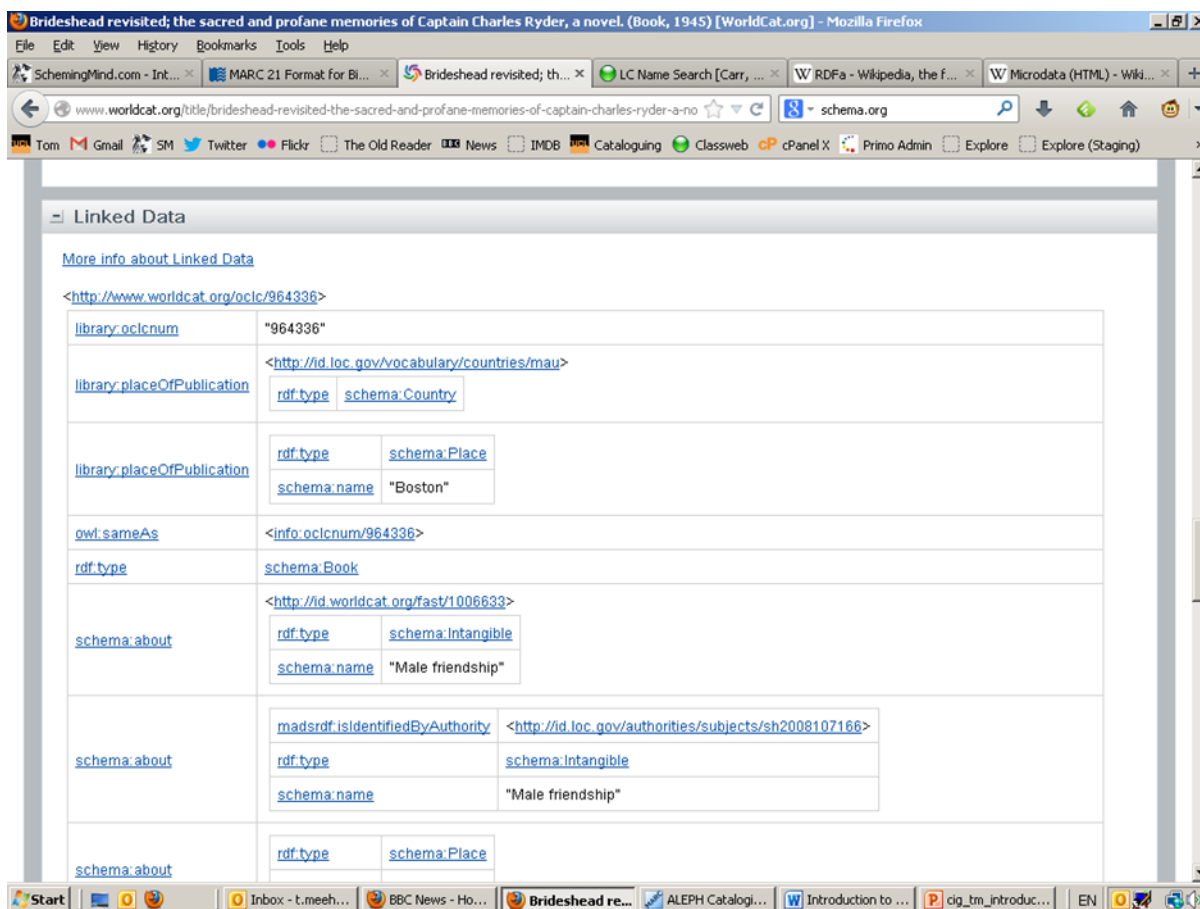 Brideshead revisited; the sacred and profane memories of Captain Charles Ryder, a novel. (Book, 1945) [WorldCat.org] - Mozilla Firefox
File Edit View History Bookmarks Tools Help
SchemingMind.com - Int... MARC 21 Format for Bi... Brideshead revisited; th... LC Name Search [Carr, ... RDFa - Wikipedia, the f... Microdata (HTML) - Wiki...
www.worldcat.org/title/brideshead-revisited-the-sacred-and-profane-memories-of-captain-charles-ryder-a-no schema.org
Tom Gmail SM Twitter Flickr The Old Reader News IMDB Cataloguing Classweb cPanel X Primo Admin Explore Explore (Staging)
Linked Data
More info about Linked Data
<http://www.worldcat.org/oclc/964336>
library:oclcnum "964336"
<http://id.loc.gov/vocabulary/countries/mau>
library:placeOfPublication
rdf:type schema:Country
rdf:type schema:Place
library:placeOfPublication
schema:name "Boston"
owl:sameAs <info:oclcnum/964336>
rdf:type schema:Book
<http://id.worldcat.org/fast/1006633>
rdf:type schema:Intangible
schema:about
schema:name "Male friendship"
madsrdf:isIdentifiedByAuthority <http://id.loc.gov/authorities/subjects/sh2008107166>
schema:about rdf:type schema:Intangible
schema:name "Male friendship"
rdf:type schema:Place
schema:about
Start Inbox - t.meeh... BBC News - Ho... Brideshead re... ALEPH Catalogi... Introduction to ... cig_tm_introduc... EN